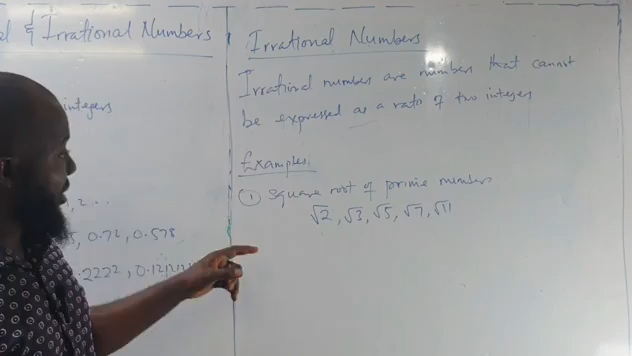 & Irrational Numbers
integers
2 ...
5, 0.72, 0.578
.2222, 0.1212
Irrational Numbers
Irrational numbers are numbers that cannot
be expressed as a ratio of two integers
Examples:
① Square root of prime numbers
√2, √3, √5, √7, √11